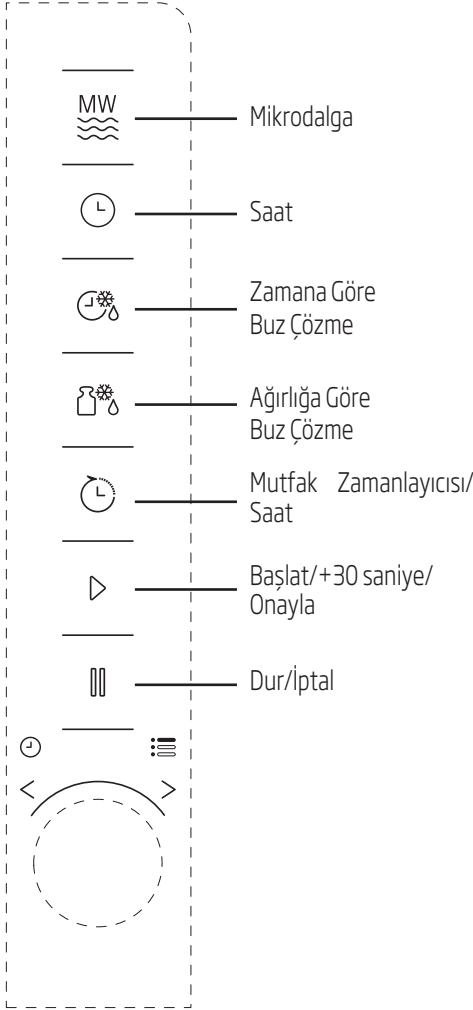 MW
Mikrodalga
Saat
Zamana Göre
Buz Çözme
Ağırlığa Göre
Buz Çözme
Mutfak Zamanlayıcısı/
Saat
Başlat/+30 saniye/
Onayla
Dur/İptal